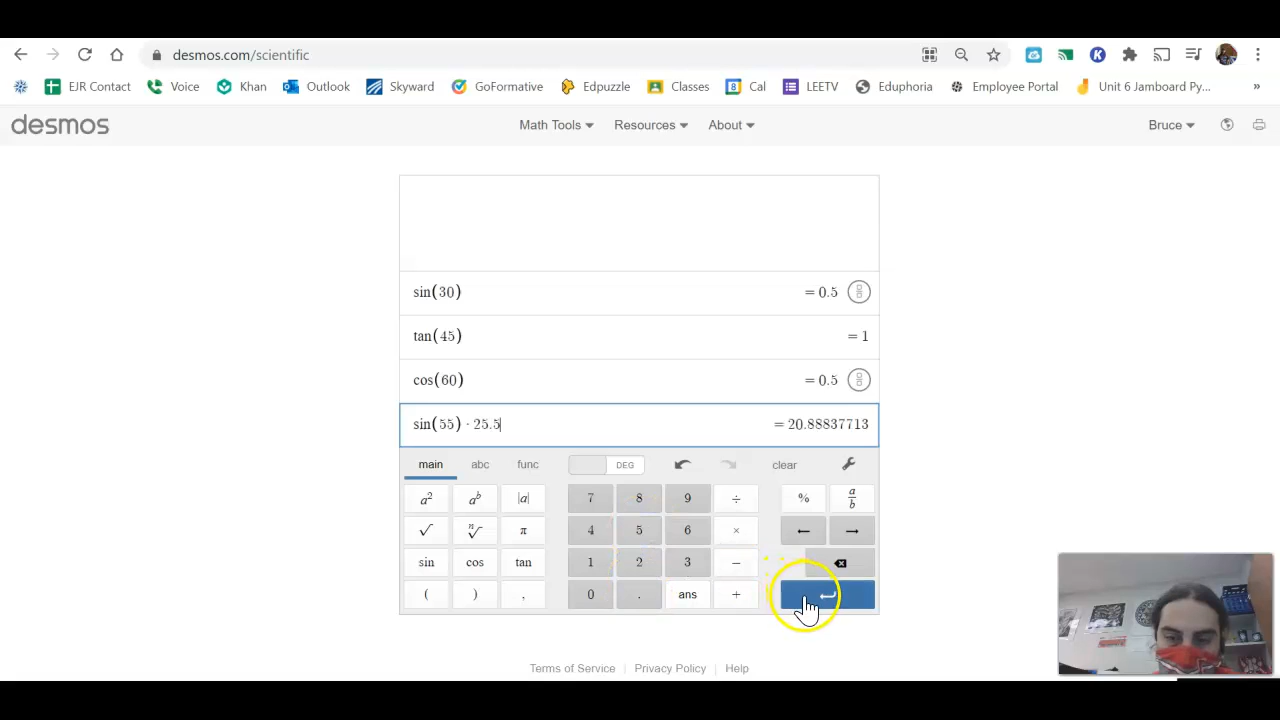 desmos.com/scientific
EJR Contact Voice Khan Outlook Skyward GoFormative Edpuzzle Classes 8 Cal LEETV Eduphoria Employee Portal Unit 6 Jamboard Py... »
desmos Math Tools Resources About Bruce
sin(30) = 0.5
tan(45) = 1
cos(60) = 0.5
sin(55) · 25.5 = 20.88837713
main abc func DEG clear
a² aᵇ |a| 7 8 9 ÷ % a/b
√ ⁿ√ π 4 5 6 × ← →
sin cos tan 1 2 3 −
( ) , 0 . ans +
Terms of Service | Privacy Policy | Help